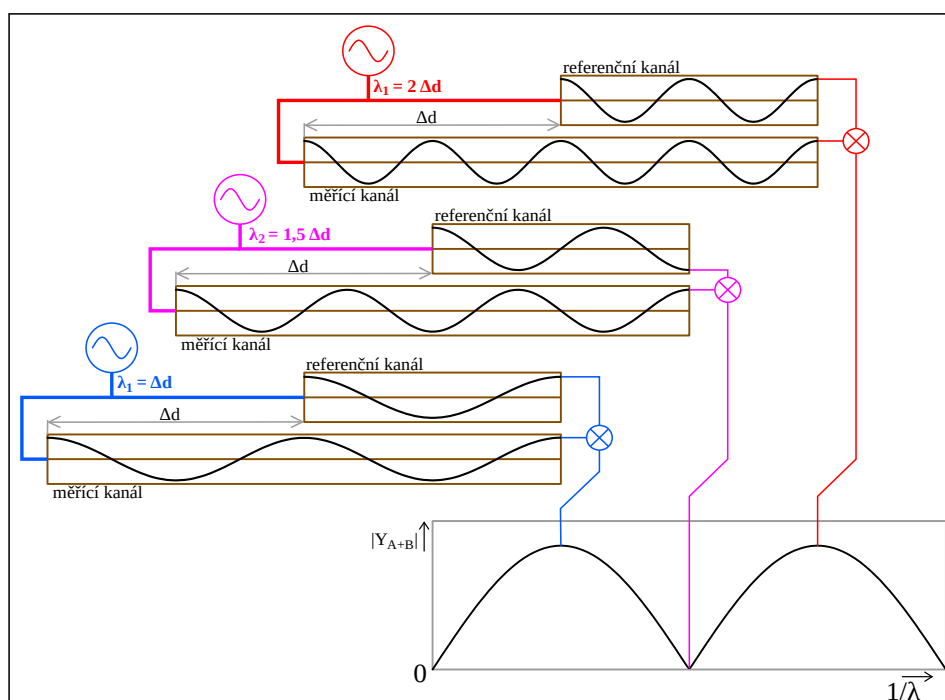 referenční kanál
λ₁ = 2 Δd
Δd
měřící kanál
referenční kanál
λ₂ = 1,5 Δd
Δd
měřící kanál
referenční kanál
λ₁ = Δd
Δd
měřící kanál
|Y_A+B|
0
1/λ